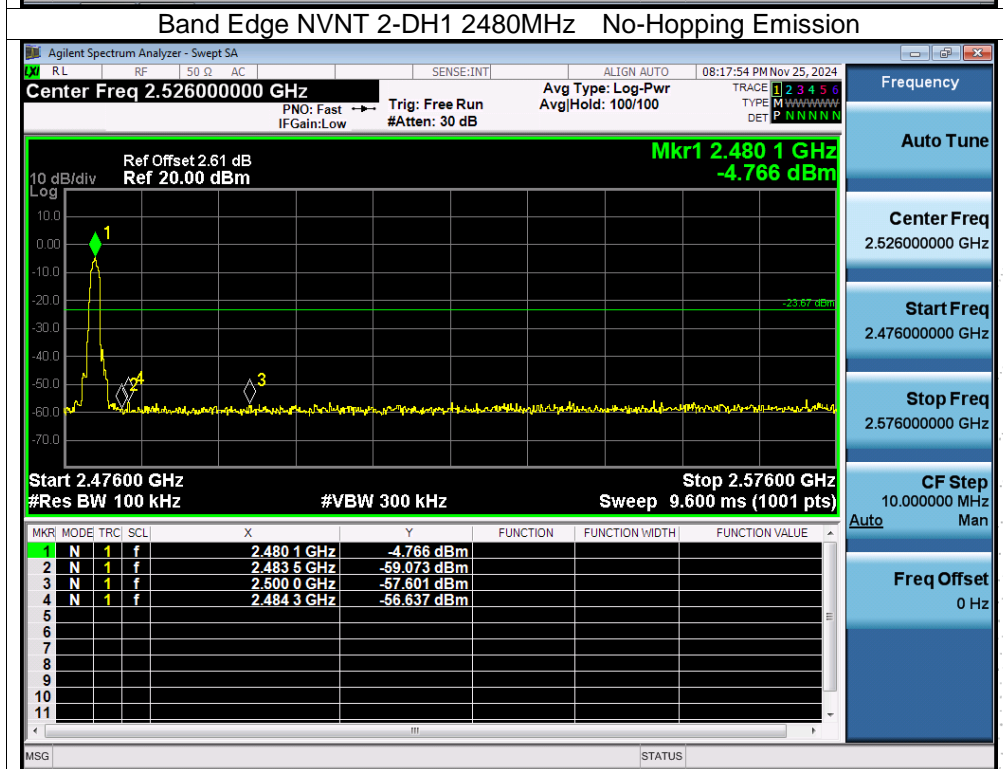 Band Edge NVNT 2-DH1 2480MHz    No-Hopping Emission
Agilent Spectrum Analyzer - Swept SA
LXI RL RF 50 Ω AC SENSE:INT ALIGN AUTO 08:17:54 PM Nov 25, 2024
Center Freq 2.526000000 GHz
PNO: Fast
IFGain:Low
Trig: Free Run
#Atten: 30 dB
Avg Type: Log-Pwr
Avg|Hold: 100/100
TRACE 1 2 3 4 5 6
TYPE M WWWWW
DET P N N N N N
Frequency
Auto Tune
Center Freq
2.526000000 GHz
Start Freq
2.476000000 GHz
Stop Freq
2.576000000 GHz
CF Step
10.000000 MHz
Auto Man
Freq Offset
0 Hz
Mkr1 2.480 1 GHz
-4.766 dBm
Ref Offset 2.61 dB
10 dB/div Ref 20.00 dBm
Log
10.0
0.00
-10.0
-20.0
-30.0
-40.0
-50.0
-60.0
-70.0
1
-23.67 dBm
2 4
3
Start 2.47600 GHz Stop 2.57600 GHz
#Res BW 100 kHz #VBW 300 kHz Sweep 9.600 ms (1001 pts)
MKR MODE TRC SCL X Y FUNCTION FUNCTION WIDTH FUNCTION VALUE
1 N 1 f 2.480 1 GHz -4.766 dBm
2 N 1 f 2.483 5 GHz -59.073 dBm
3 N 1 f 2.500 0 GHz -57.601 dBm
4 N 1 f 2.484 3 GHz -56.637 dBm
5
6
7
8
9
10
11
MSG STATUS